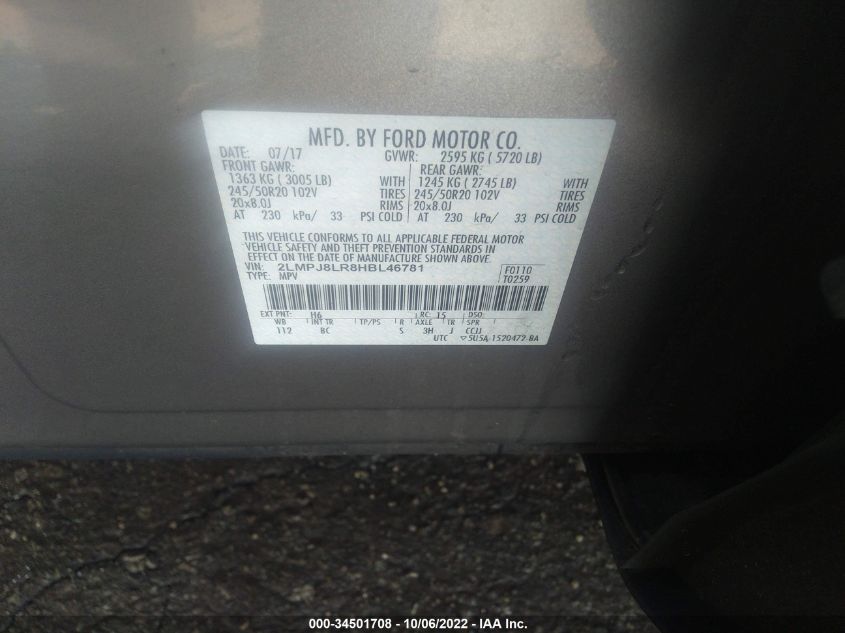 MFD. BY FORD MOTOR CO.
DATE: 07/17 GVWR: 2595 KG ( 5720 LB)
FRONT GAWR: REAR GAWR:
1363 KG ( 3005 LB) WITH 1245 KG ( 2745 LB) WITH
245/50R20 102V TIRES 245/50R20 102V TIRES
20x8.0J RIMS 20x8.0J RIMS
AT 230 kPa/ 33 PSI COLD AT 230 kPa/ 33 PSI COLD
THIS VEHICLE CONFORMS TO ALL APPLICABLE FEDERAL MOTOR
VEHICLE SAFETY AND THEFT PREVENTION STANDARDS IN
EFFECT ON THE DATE OF MANUFACTURE SHOWN ABOVE.
VIN: 2LMPJ8LR8HBL46781 F0110
TYPE: MPV T0259
EXT PNT: H6 RC: 15 DSO:
WB INT TR TP/PS R AXLE TR SPR
112 BC S 3H J CCJJ
UTC ▽5U5A-1520472-BA
000-34501708 - 10/06/2022 - IAA Inc.